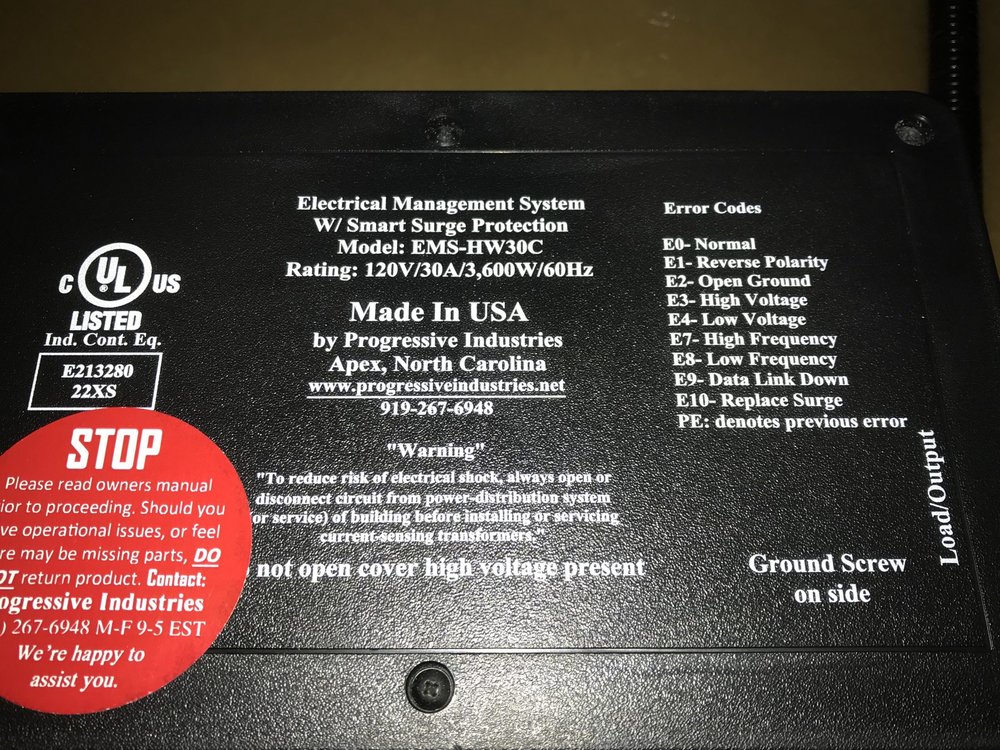 Electrical Management System
W/ Smart Surge Protection
Model: EMS-HW30C
Rating: 120V/30A/3,600W/60Hz
Made In USA
by Progressive Industries
Apex, North Carolina
www.progressiveindustries.net
919-267-6948
"Warning"
"To reduce risk of electrical shock, always open or
disconnect circuit from power-distribution system
(or service) of building before installing or servicing
current-sensing transformers."
not open cover high voltage present
Error Codes
E0- Normal
E1- Reverse Polarity
E2- Open Ground
E3- High Voltage
E4- Low Voltage
E7- High Frequency
E8- Low Frequency
E9- Data Link Down
E10- Replace Surge
PE: denotes previous error
Load/Output
Ground Screw
on side
C UL US
LISTED
Ind. Cont. Eq.
E213280
22XS
STOP
Please read owners manual
ior to proceeding. Should you
ve operational issues, or feel
re may be missing parts, DO
OT return product. Contact:
ogressive Industries
) 267-6948 M-F 9-5 EST
We're happy to
assist you.